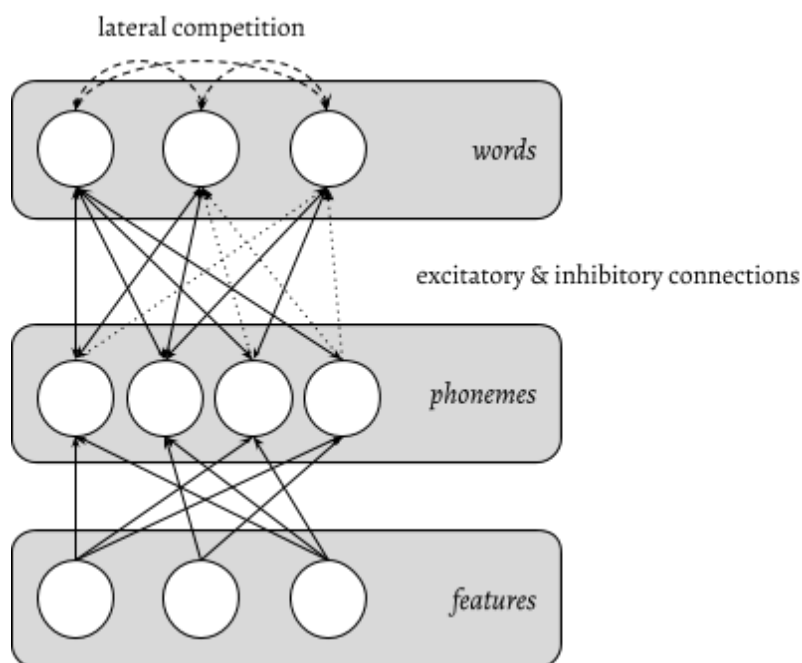 lateral competition
words
excitatory & inhibitory connections
phonemes
features